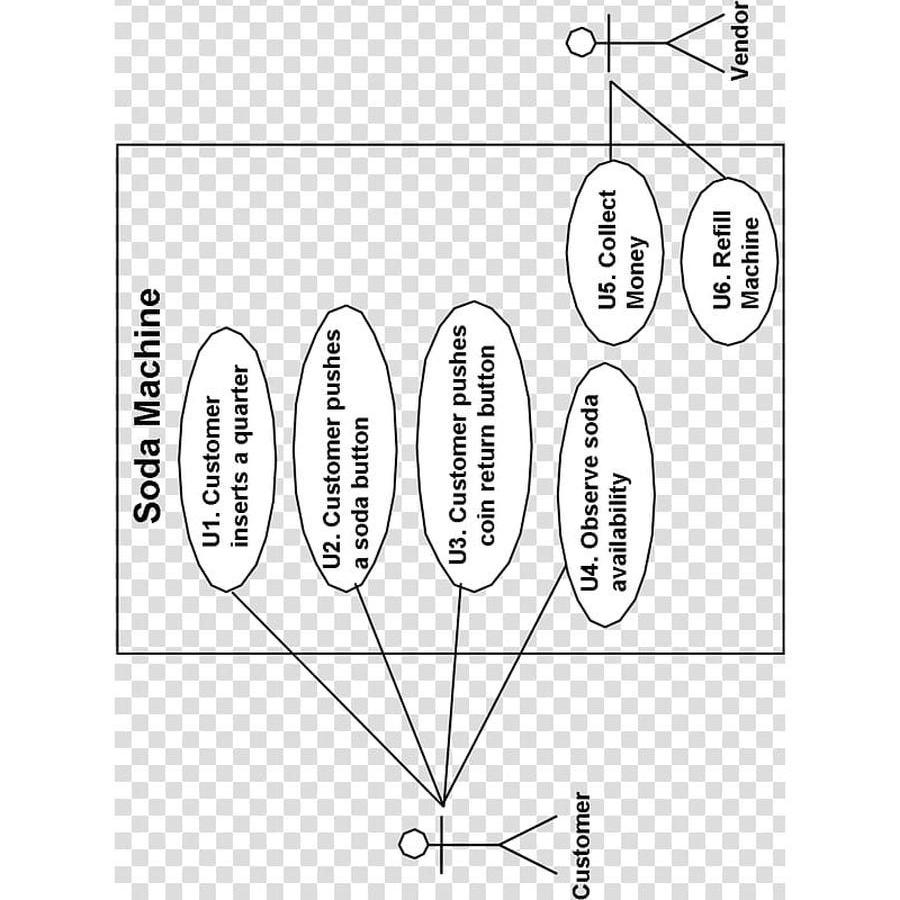 Soda Machine
U1. Customer
inserts a quarter
U2. Customer pushes
a soda button
U3. Customer pushes
coin return button
U4. Observe soda
availability
U5. Collect
Money
U6. Refill
Machine
Customer
Vendor